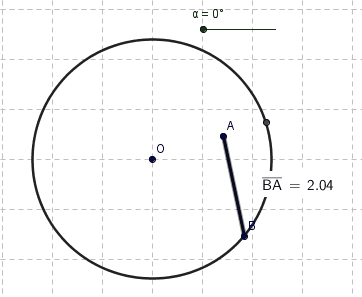 α = 0°
A
O
BA = 2.04
B